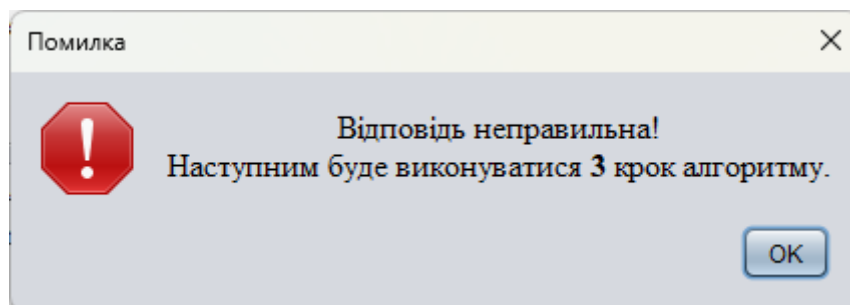 Помилка
Відповідь неправильна!
Наступним буде виконуватися 3 крок алгоритму.
OK